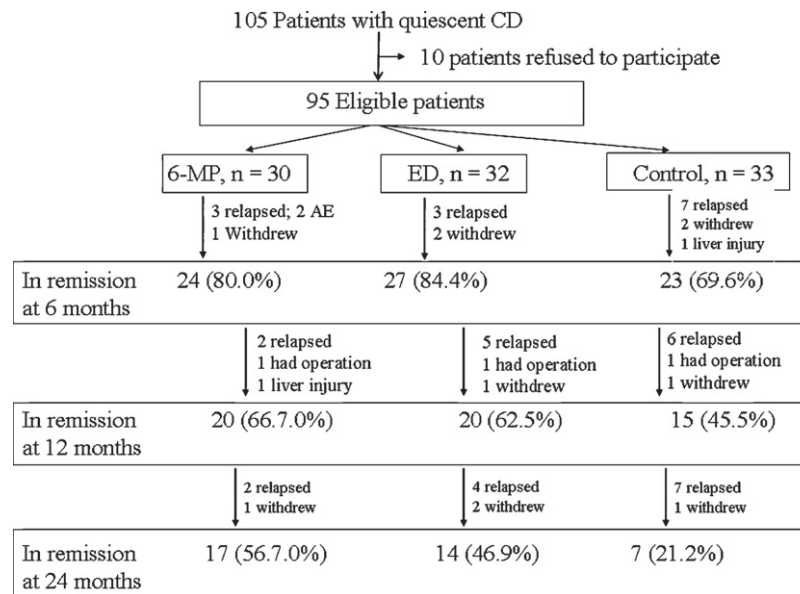 105 Patients with quiescent CD
10 patients refused to participate
95 Eligible patients
6-MP, n = 30
ED, n = 32
Control, n = 33
3 relapsed; 2 AE
1 Withdrew
3 relapsed
2 withdrew
7 relapsed
2 withdrew
1 liver injury
In remission
at 6 months
24 (80.0%)
27 (84.4%)
23 (69.6%)
2 relapsed
1 had operation
1 liver injury
5 relapsed
1 had operation
1 withdrew
6 relapsed
1 had operation
1 withdrew
In remission
at 12 months
20 (66.7.0%)
20 (62.5%)
15 (45.5%)
2 relapsed
1 withdrew
4 relapsed
2 withdrew
7 relapsed
1 withdrew
In remission
at 24 months
17 (56.7.0%)
14 (46.9%)
7 (21.2%)